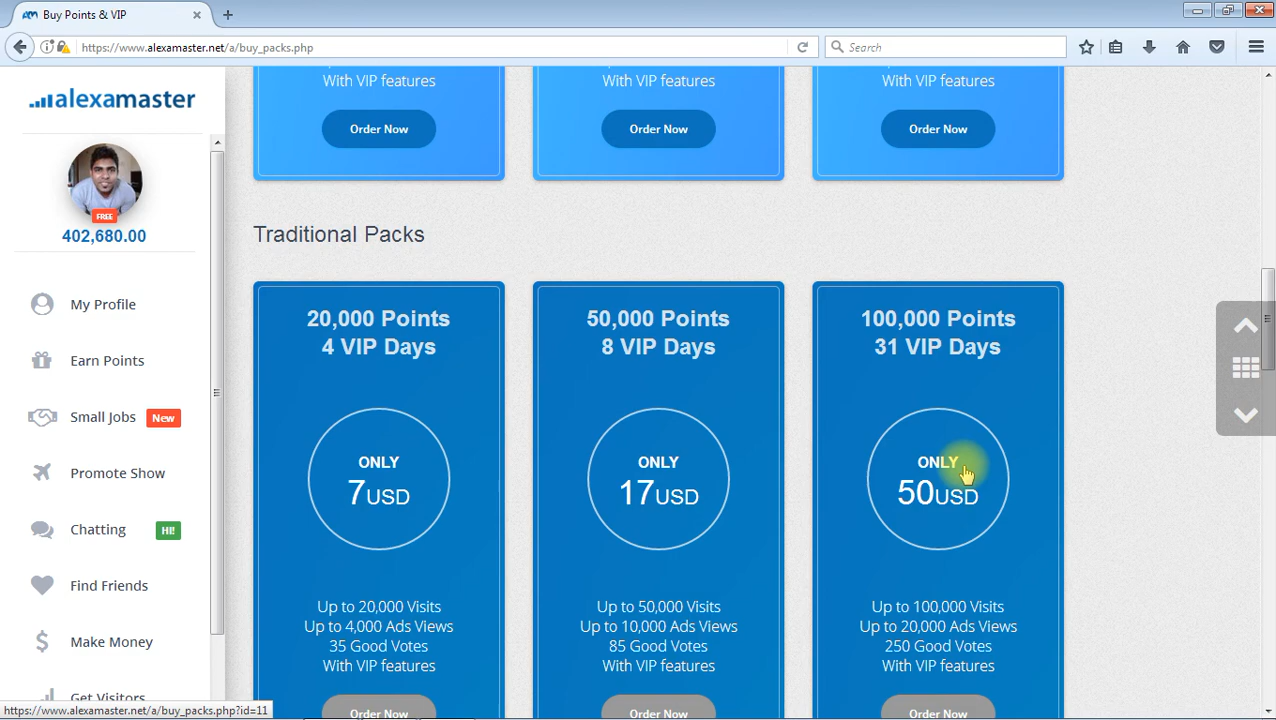 Buy Points & VIP
https://www.alexamaster.net/a/buy_packs.php
Search
alexamaster
FREE
402,680.00
My Profile
Earn Points
Small Jobs New
Promote Show
Chatting HI!
Find Friends
Make Money
Get Visitors
With VIP features
Order Now
With VIP features
Order Now
With VIP features
Order Now
Traditional Packs
20,000 Points
4 VIP Days
ONLY
7USD
Up to 20,000 Visits
Up to 4,000 Ads Views
35 Good Votes
With VIP features
Order Now
50,000 Points
8 VIP Days
ONLY
17USD
Up to 50,000 Visits
Up to 10,000 Ads Views
85 Good Votes
With VIP features
Order Now
100,000 Points
31 VIP Days
ONLY
50USD
Up to 100,000 Visits
Up to 20,000 Ads Views
250 Good Votes
With VIP features
Order Now
https://www.alexamaster.net/a/buy_packs.php?id=11